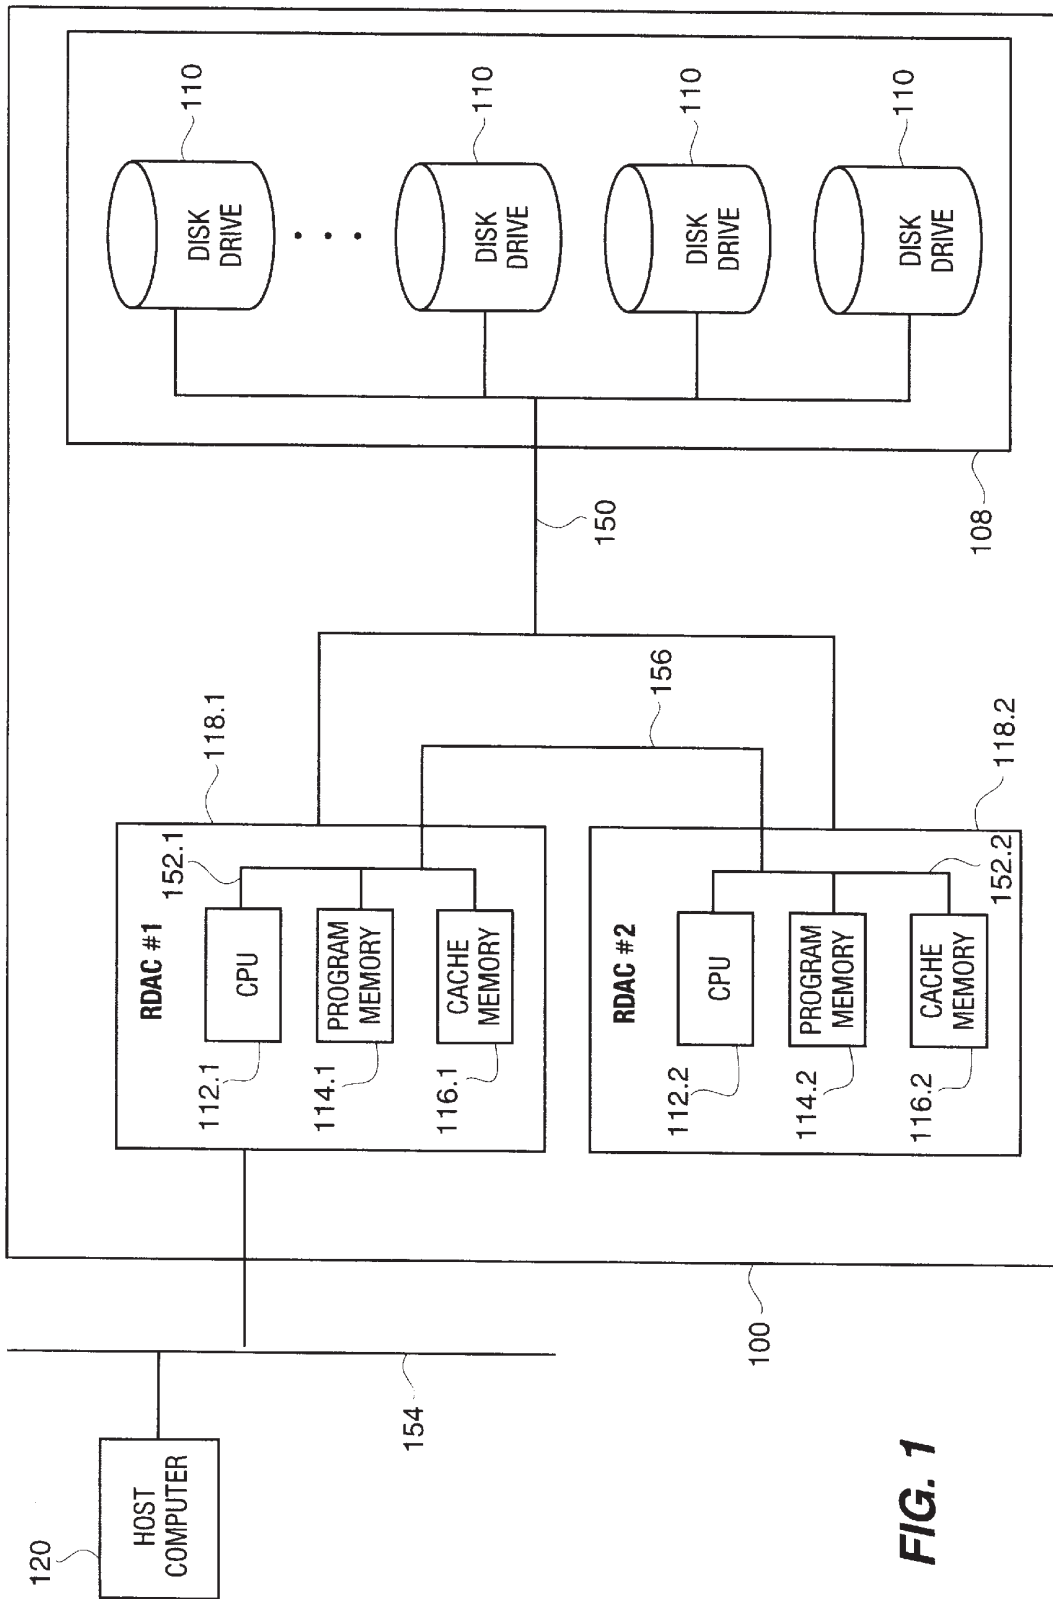 120
HOST
COMPUTER
154
100
118.1
RDAC #1
152.1
112.1
CPU
114.1
PROGRAM
MEMORY
116.1
CACHE
MEMORY
156
118.2
RDAC #2
152.2
112.2
CPU
114.2
PROGRAM
MEMORY
116.2
CACHE
MEMORY
150
108
110
DISK
DRIVE
. . .
110
DISK
DRIVE
110
DISK
DRIVE
110
DISK
DRIVE
FIG. 1